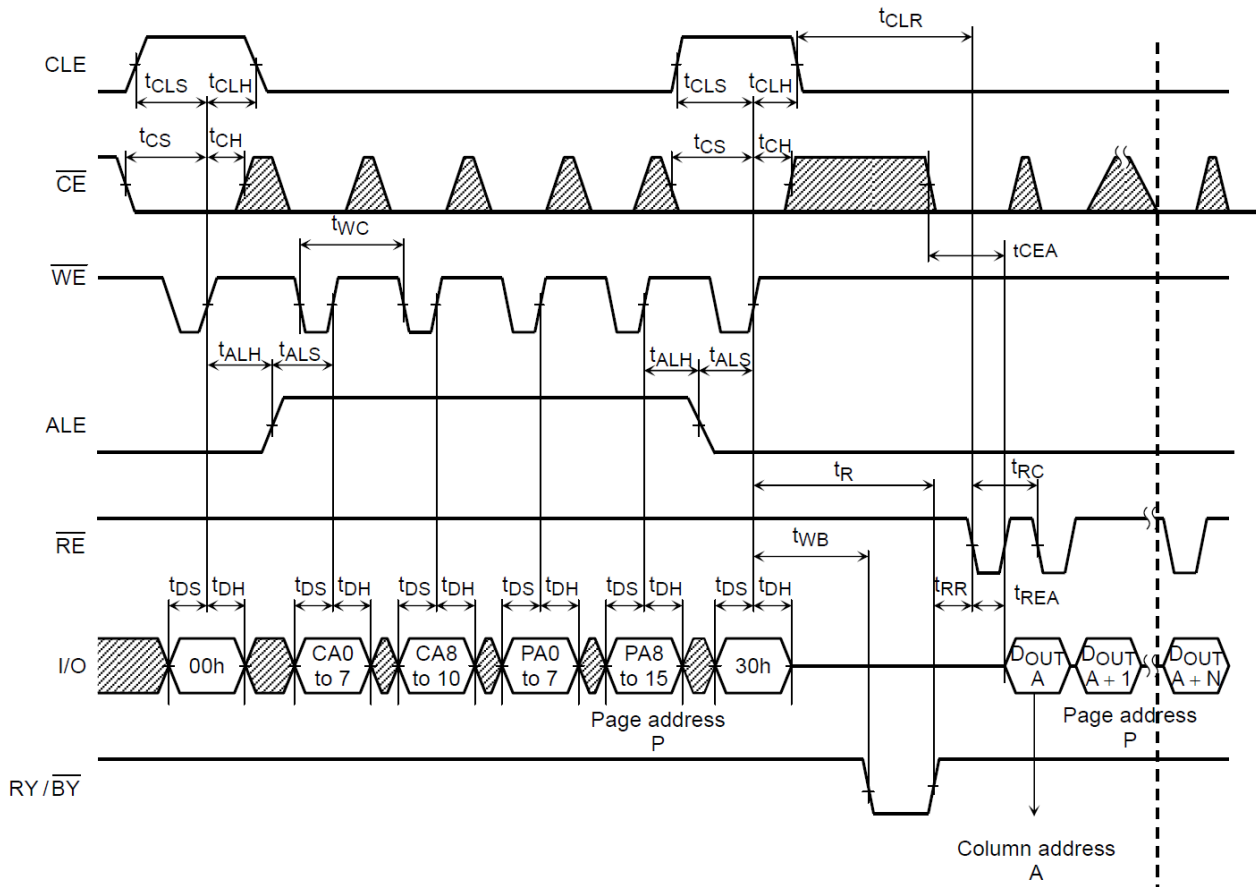 tCLR
CLE
tCLS tCLH tCLS tCLH
tCS tCH tCS tCH
CE
tWC
tCEA
WE
tALH tALS tALH tALS
ALE
tR
tRC
RE
tWB
tDS tDH tDS tDH tDS tDH tDS tDH tDS tDH tDS tDH tRR tREA
I/O
00h
CA0
to 7
CA8
to 10
PA0
to 7
PA8
to 15
30h
DOUT
A
DOUT
A + 1
DOUT
A + N
Page address
P
Page address
P
RY / BY
Column address
A